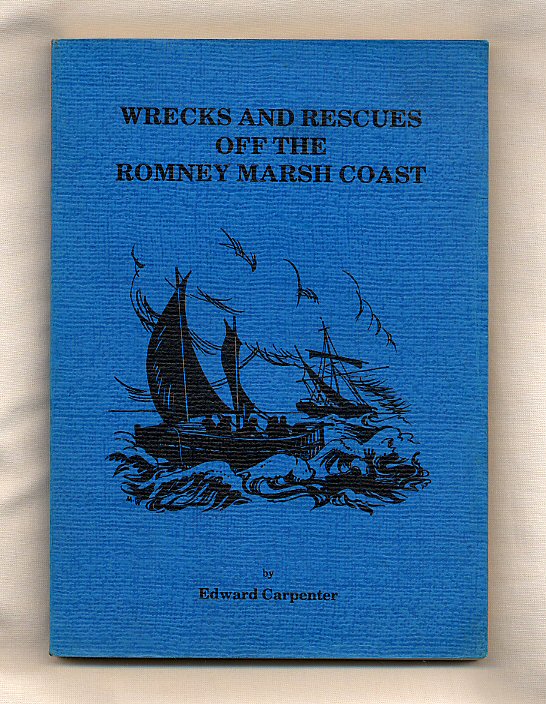 WRECKS AND RESCUES
OFF THE
ROMNEY MARSH COAST
by
Edward Carpenter